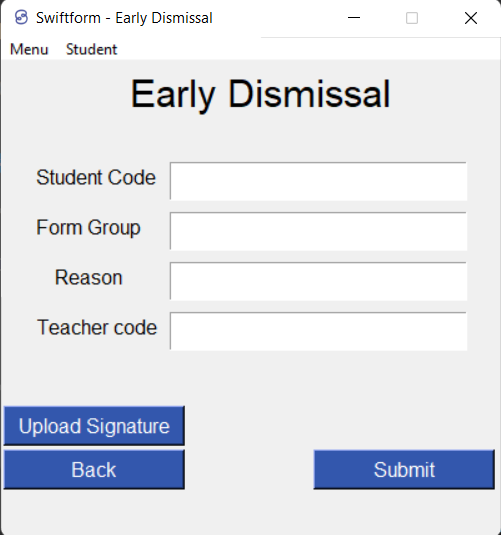 Swiftform - Early Dismissal
Menu Student
Early Dismissal
Student Code
Form Group
Reason
Teacher code
Upload Signature
Back Submit